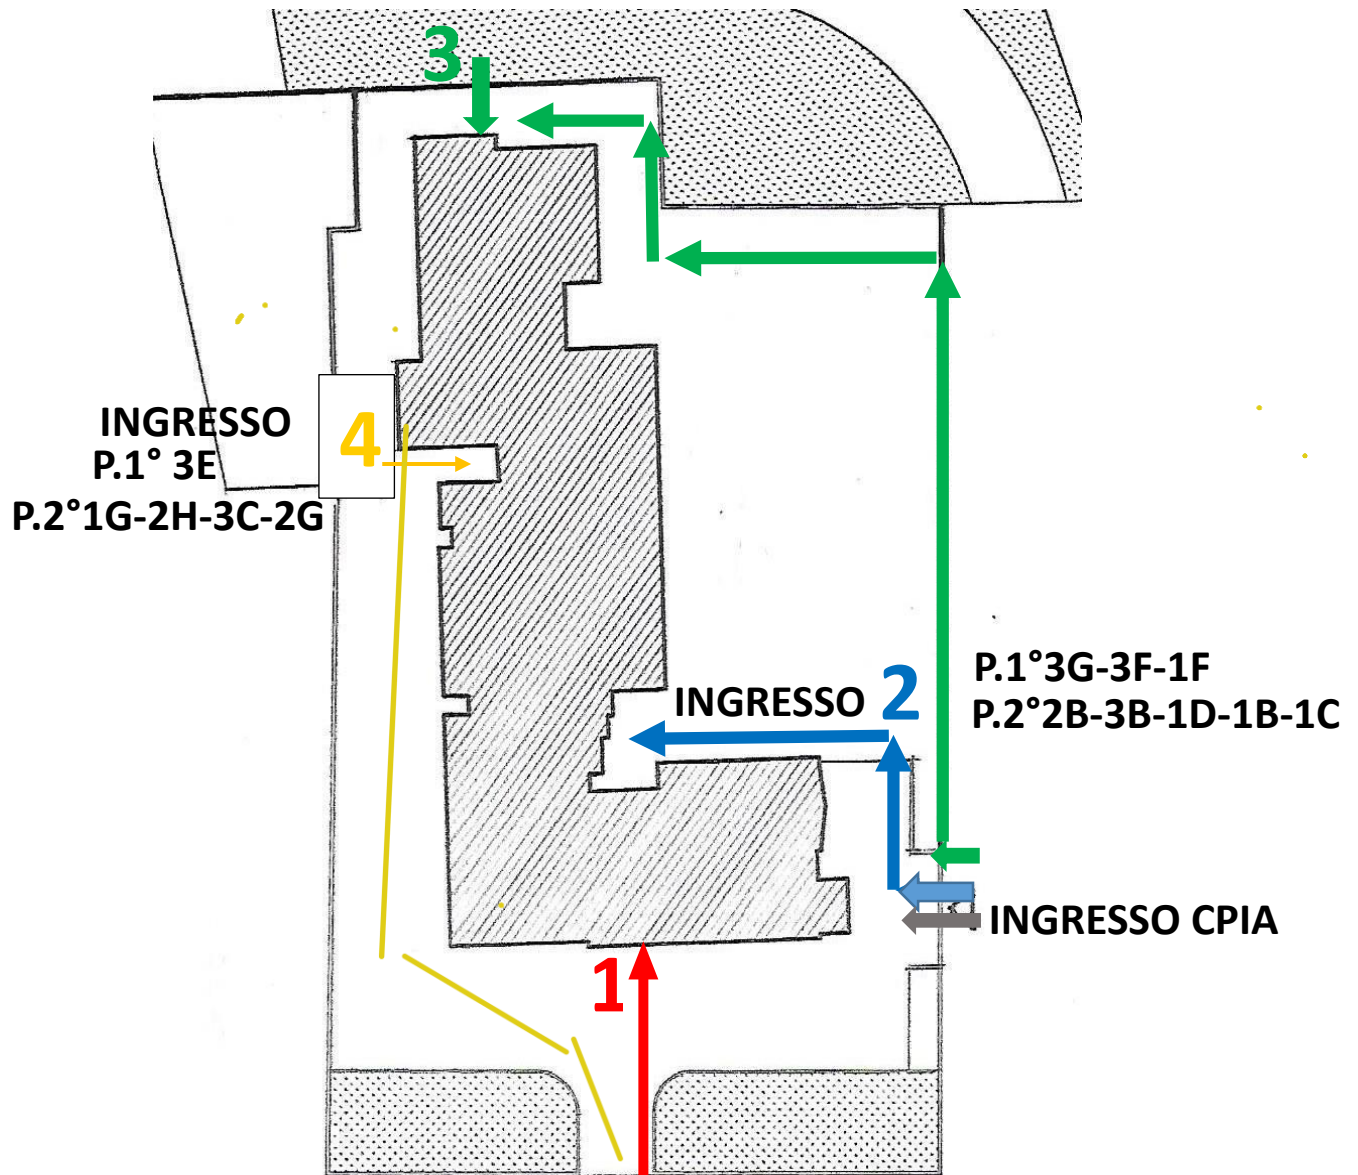 3
INGRESSO
P.1° 3E
P.2°1G-2H-3C-2G
4
P.1°3G-3F-1F
P.2°2B-3B-1D-1B-1C
INGRESSO 2
INGRESSO CPIA
1